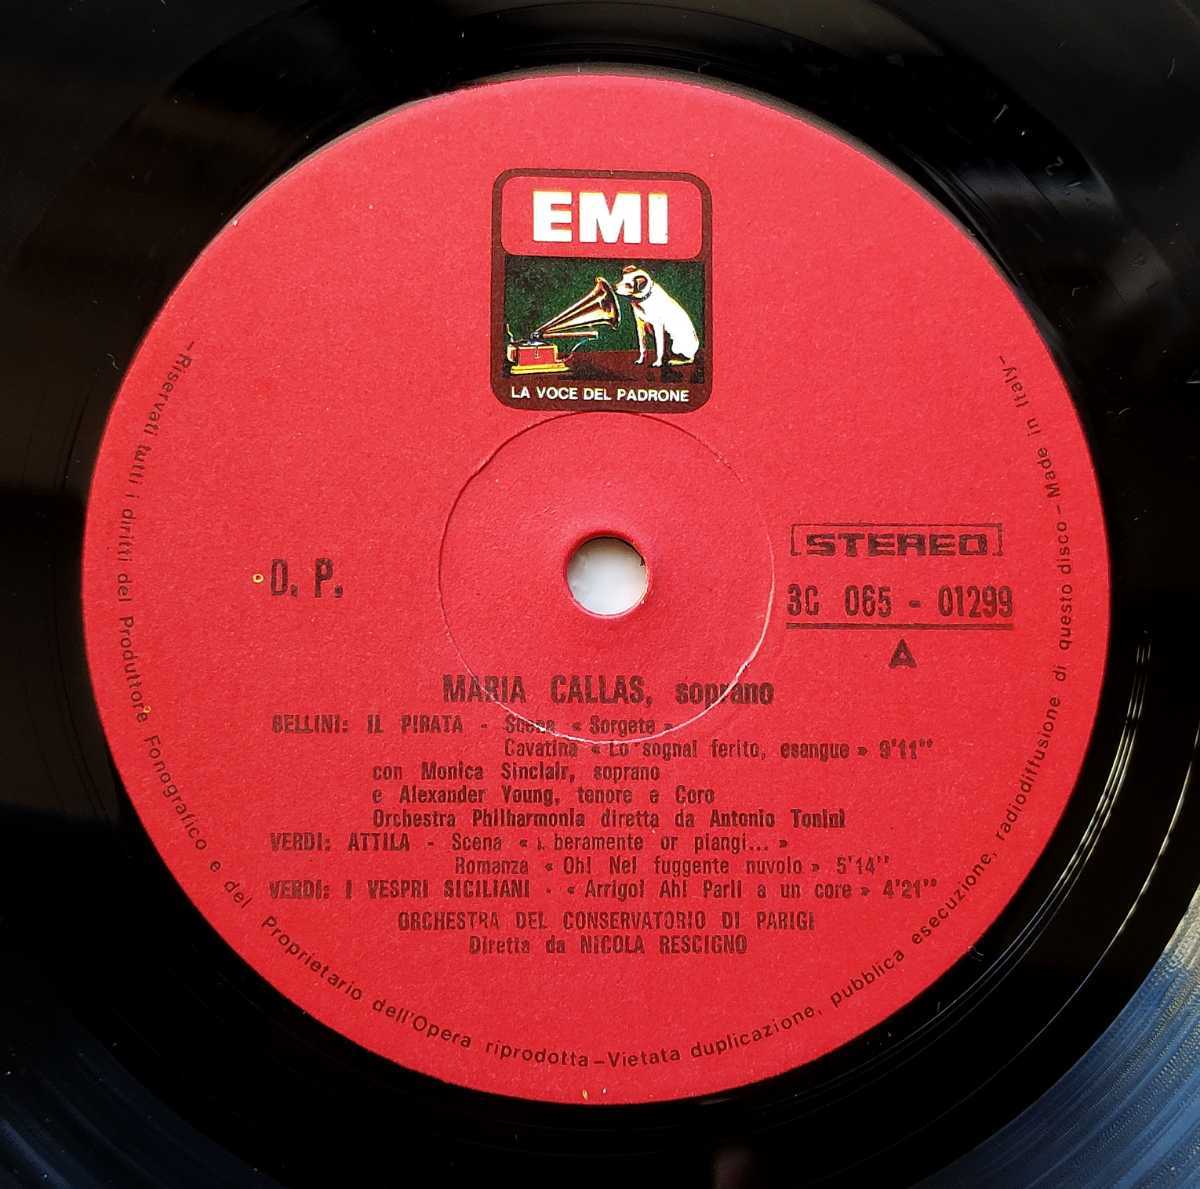 EMI
LA VOCE DEL PADRONE
D. P.
STEREO
3C 065 - 01299
A
MARIA CALLAS, soprano
BELLINI: IL PIRATA - Scena « Sorgete »
Cavatina « Lo sognai ferito, esangue » 9'11''
con Monica Sinclair, soprano
e Alexander Young, tenore e Coro
Orchestra Philharmonia diretta da Antonio Tonini
VERDI: ATTILA - Scena « beramente or piangi... »
Romanza « Oh! Nel fuggente nuvolo » 5'14''
VERDI: I VESPRI SICILIANI - « Arrigo! Ah! Parli a un core » 4'21''
ORCHESTRA DEL CONSERVATORIO DI PARIGI
Diretta da NICOLA RESCIGNO
-Riservati tutti i diritti del Produttore Fonografico e del Proprietario dell'Opera riprodotta-Vietata duplicazione, pubblica esecuzione, radiodiffusione di questo disco-Made in Italy-